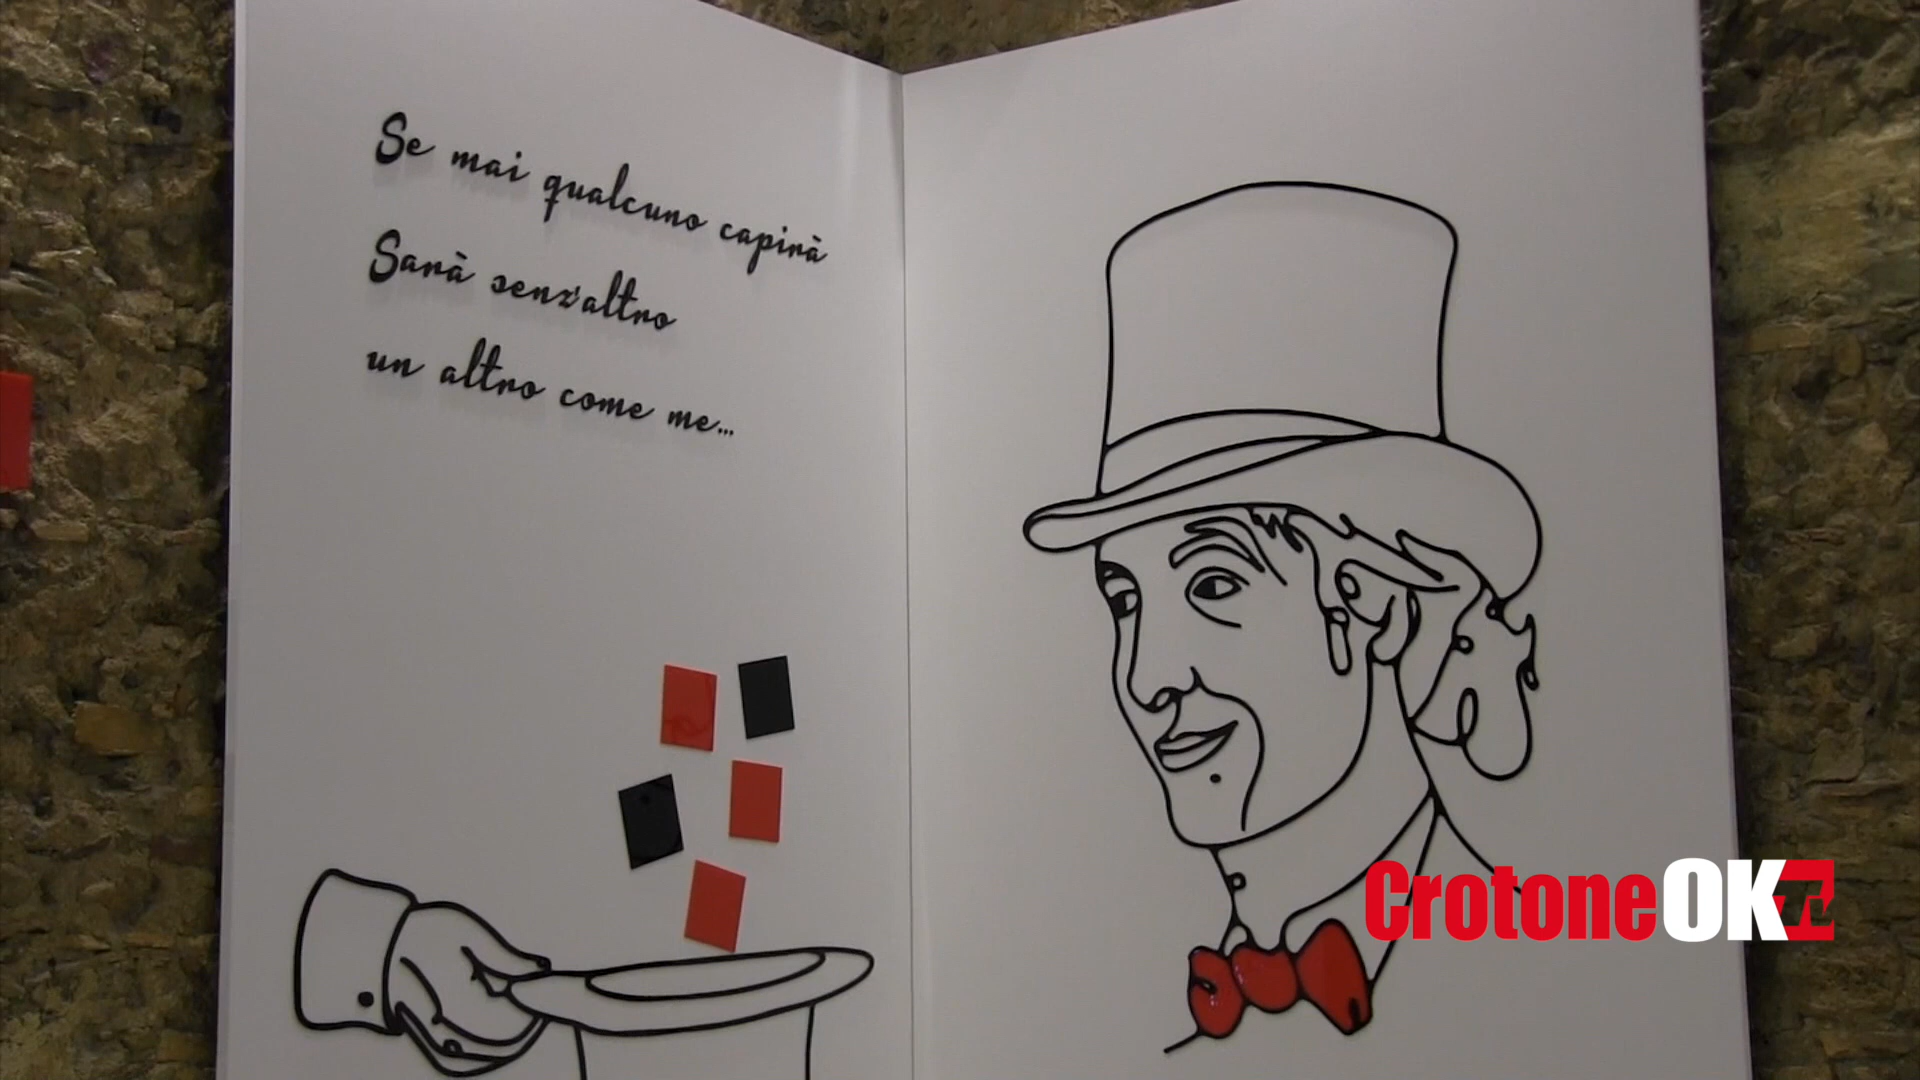 Se mai qualcuno capirà
Sarà senz'altro
un altro come me...
CrotoneOK